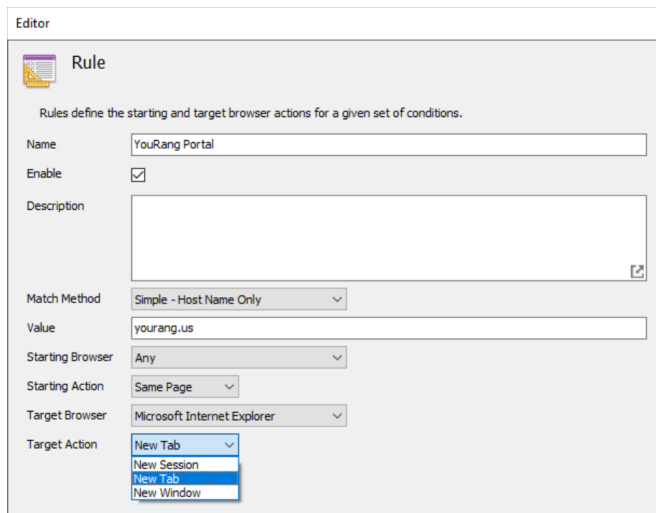 Editor
Rule
Rules define the starting and target browser actions for a given set of conditions.
Name YouRang Portal
Enable
Description
Match Method Simple - Host Name Only
Value yourang.us
Starting Browser Any
Starting Action Same Page
Target Browser Microsoft Internet Explorer
Target Action New Tab
New Session
New Tab
New Window